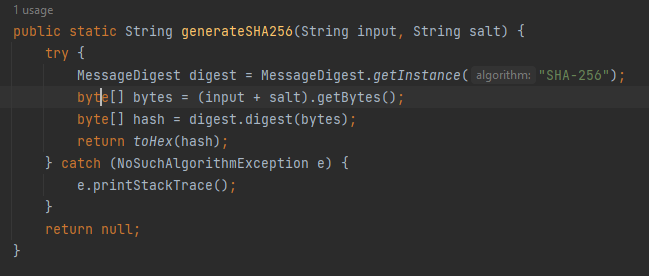 1 usage
public static String generateSHA256(String input, String salt) {
try {
MessageDigest digest = MessageDigest.getInstance( algorithm: "SHA-256");
byte[] bytes = (input + salt).getBytes();
byte[] hash = digest.digest(bytes);
return toHex(hash);
} catch (NoSuchAlgorithmException e) {
e.printStackTrace();
}
return null;
}